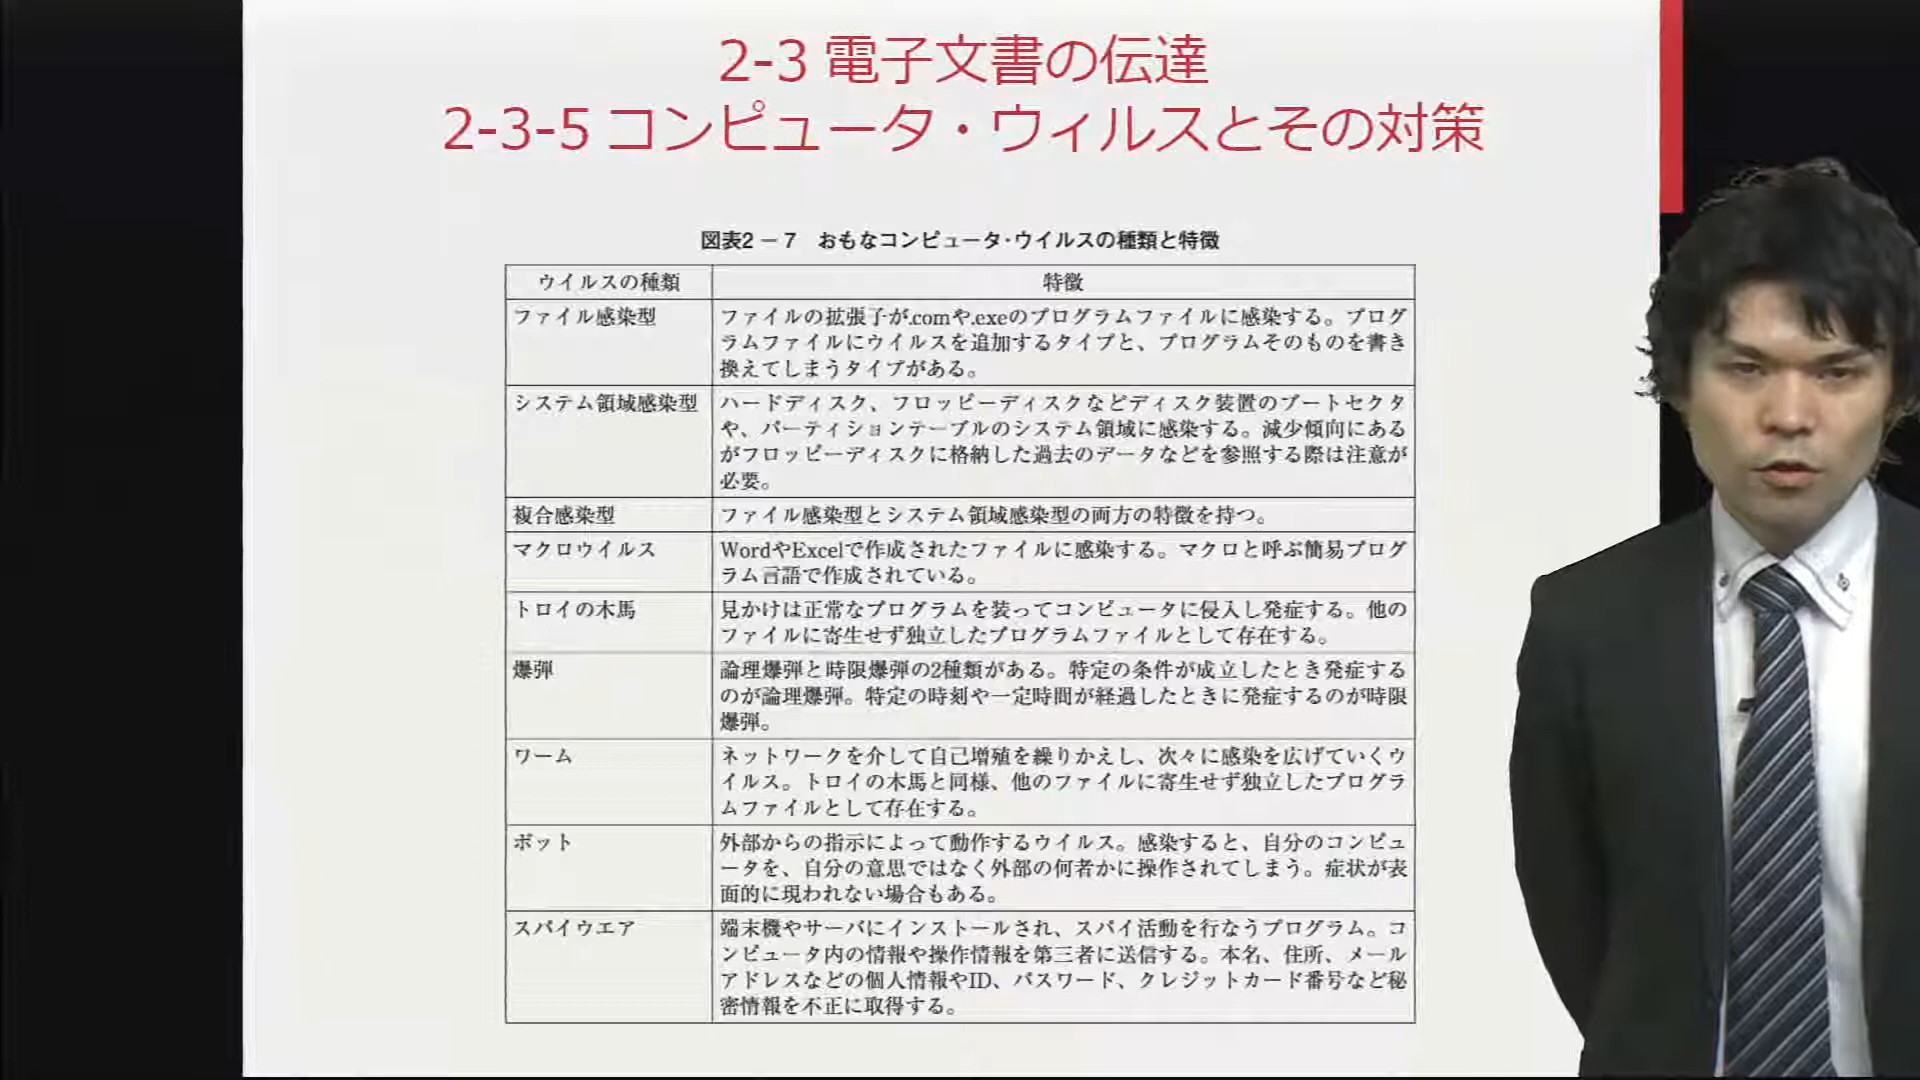 2-3 電子文書の伝達
2-3-5 コンピュータ・ウィルスとその対策
図表2－7　おもなコンピュータ・ウイルスの種類と特徴
ウイルスの種類
特徴
ファイル感染型
ファイルの拡張子が.comや.exeのプログラムファイルに感染する。プログ
ラムファイルにウイルスを追加するタイプと、プログラムそのものを書き
換えてしまうタイプがある。
システム領域感染型
ハードディスク、フロッピーディスクなどディスク装置のブートセクタ
や、パーティションテーブルのシステム領域に感染する。減少傾向にある
がフロッピーディスクに格納した過去のデータなどを参照する際は注意が
必要。
複合感染型
ファイル感染型とシステム領域感染型の両方の特徴を持つ。
マクロウイルス
WordやExcelで作成されたファイルに感染する。マクロと呼ぶ簡易プログ
ラム言語で作成されている。
トロイの木馬
見かけは正常なプログラムを装ってコンピュータに侵入し発症する。他の
ファイルに寄生せず独立したプログラムファイルとして存在する。
爆弾
論理爆弾と時限爆弾の2種類がある。特定の条件が成立したとき発症する
のが論理爆弾。特定の時刻や一定時間が経過したときに発症するのが時限
爆弾。
ワーム
ネットワークを介して自己増殖を繰りかえし、次々に感染を広げていくウ
イルス。トロイの木馬と同様、他のファイルに寄生せず独立したプログラ
ムファイルとして存在する。
ボット
外部からの指示によって動作するウイルス。感染すると、自分のコンピュ
ータを、自分の意思ではなく外部の何者かに操作されてしまう。症状が表
面的に現われない場合もある。
スパイウエア
端末機やサーバにインストールされ、スパイ活動を行なうプログラム。コ
ンピュータ内の情報や操作情報を第三者に送信する。本名、住所、メール
アドレスなどの個人情報やID、パスワード、クレジットカード番号など秘
密情報を不正に取得する。